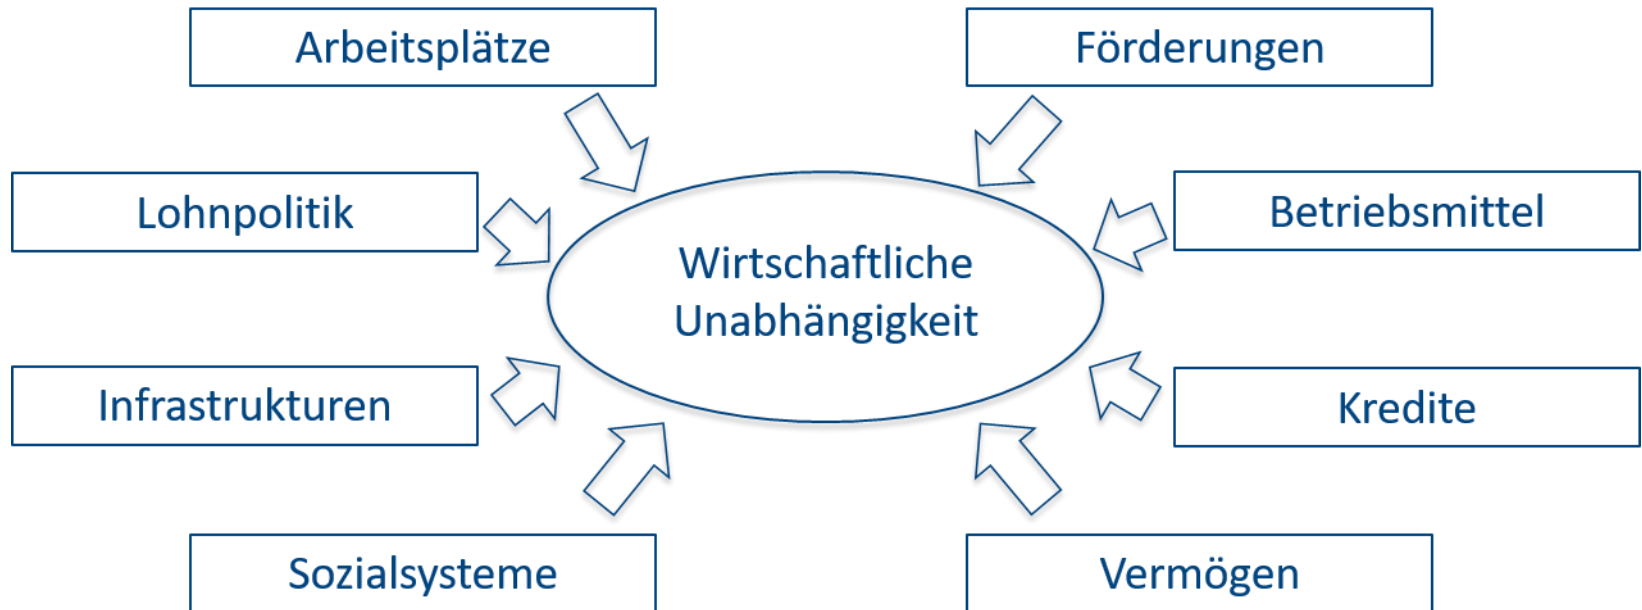 Arbeitsplätze
Förderungen
Lohnpolitik
Betriebsmittel
Wirtschaftliche
Unabhängigkeit
Infrastrukturen
Kredite
Sozialsysteme
Vermögen